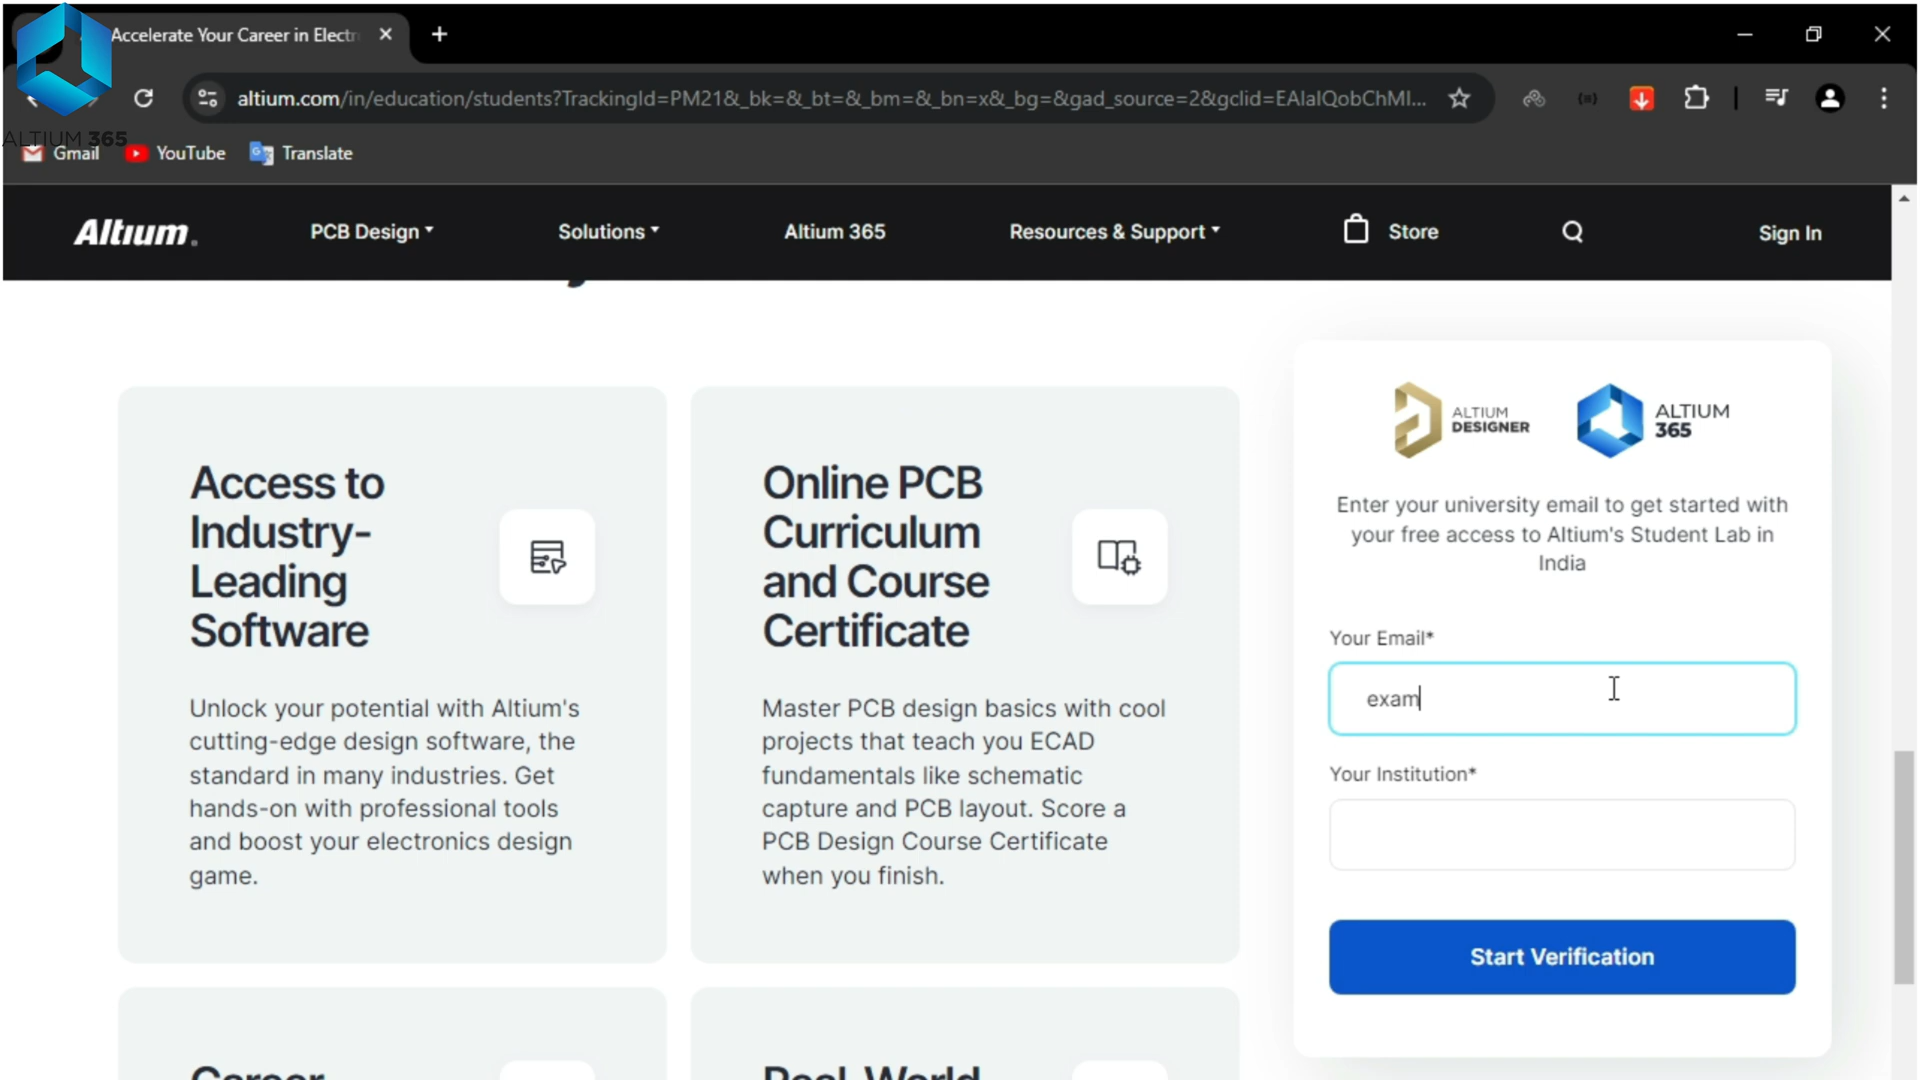 Accelerate Your Career in Electr
altium.com/in/education/students?TrackingId=PM21&_bk=&_bt=&_bm=&_bn=x&_bg=&gad_source=2&gclid=EAIaIQobChMI...
ALTIUM 365
Gmail
YouTube
Translate
Altium.
PCB Design
Solutions
Altium 365
Resources & Support
Store
Sign In
Access to
Industry-
Leading
Software
Unlock your potential with Altium's
cutting-edge design software, the
standard in many industries. Get
hands-on with professional tools
and boost your electronics design
game.
Online PCB
Curriculum
and Course
Certificate
Master PCB design basics with cool
projects that teach you ECAD
fundamentals like schematic
capture and PCB layout. Score a
PCB Design Course Certificate
when you finish.
ALTIUM
DESIGNER
ALTIUM
365
Enter your university email to get started with
your free access to Altium's Student Lab in
India
Your Email*
exam
Your Institution*
Start Verification
Career
Real-World